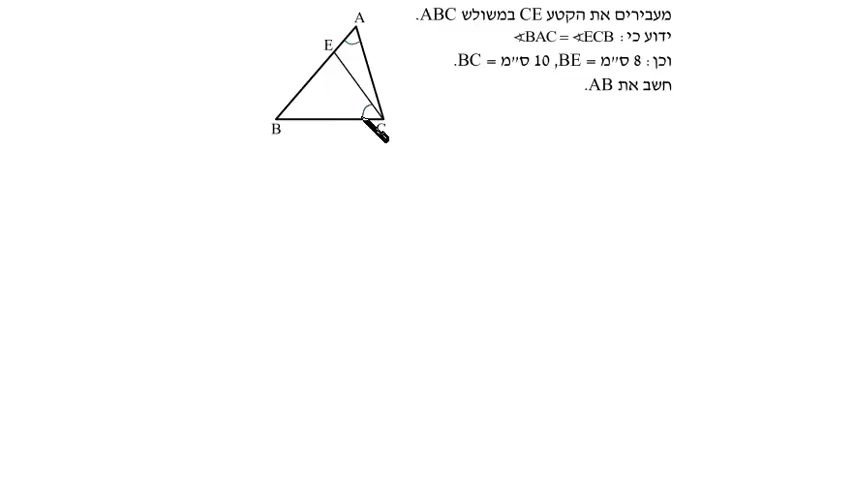 מעבירים את הקטע CE במשולש ABC.
ידוע כי: ∢BAC = ∢ECB
וכן: 8 ס״מ = BE, 10 ס״מ = BC.
חשב את AB.
A
E
B
C